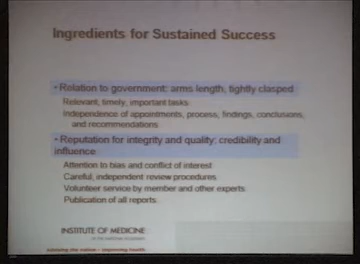 Ingredients for Sustained Success
• Relation to government: arms length, tightly clasped
Relevant, timely, important tasks
Independence of appointments, process, findings, conclusions,
and recommendations
• Reputation for integrity and quality: credibility and
influence
Attention to bias and conflict of interest
Careful, independent review procedures
Volunteer service by member and other experts
Publication of all reports
INSTITUTE OF MEDICINE
OF THE NATIONAL ACADEMIES
Advising the nation • Improving health